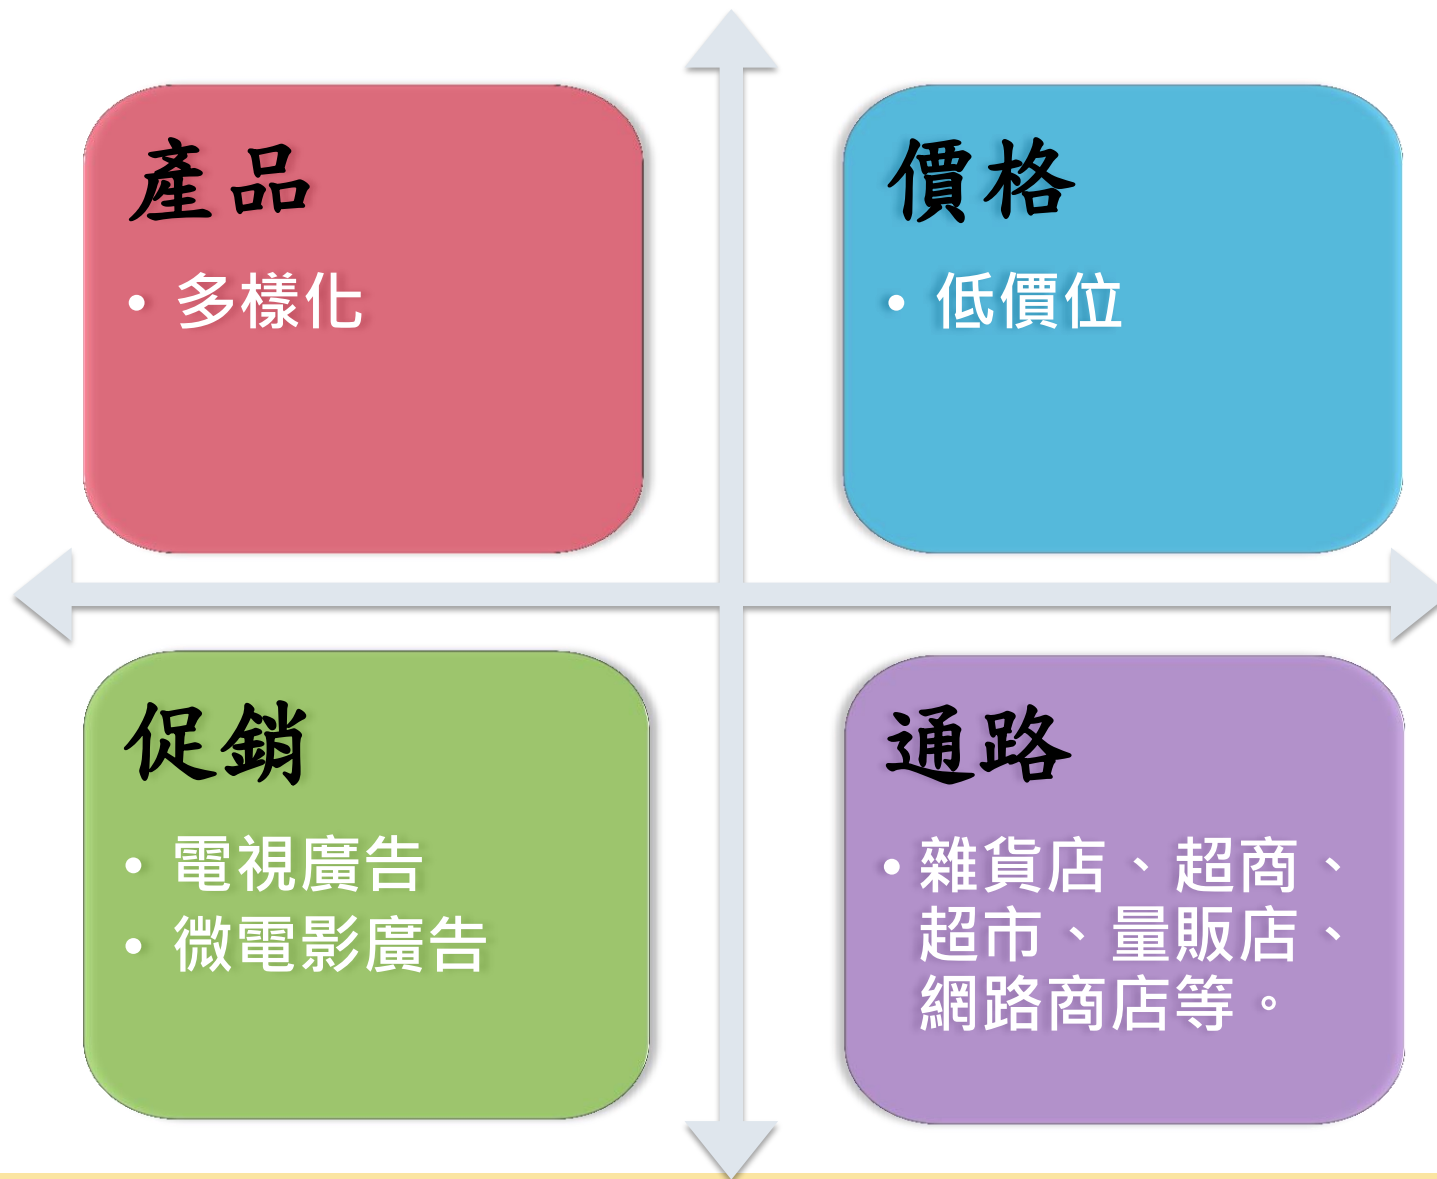 產品
• 多樣化
價格
• 低價位
促銷
• 電視廣告
• 微電影廣告
通路
• 雜貨店、超商、
超市、量販店、
網路商店等。